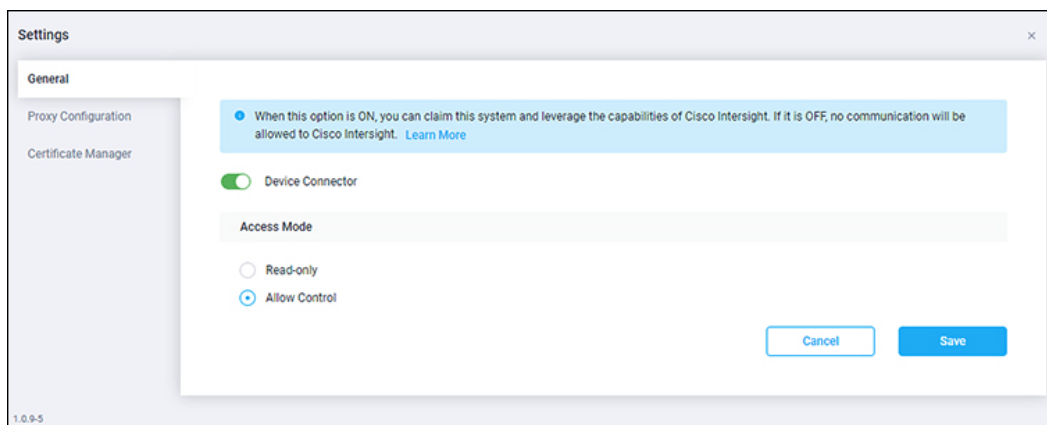 Settings
General
Proxy Configuration
Certificate Manager
When this option is ON, you can claim this system and leverage the capabilities of Cisco Intersight. If it is OFF, no communication will be
allowed to Cisco Intersight. Learn More
Device Connector
Access Mode
Read-only
Allow Control
Cancel Save
1.0.9-5